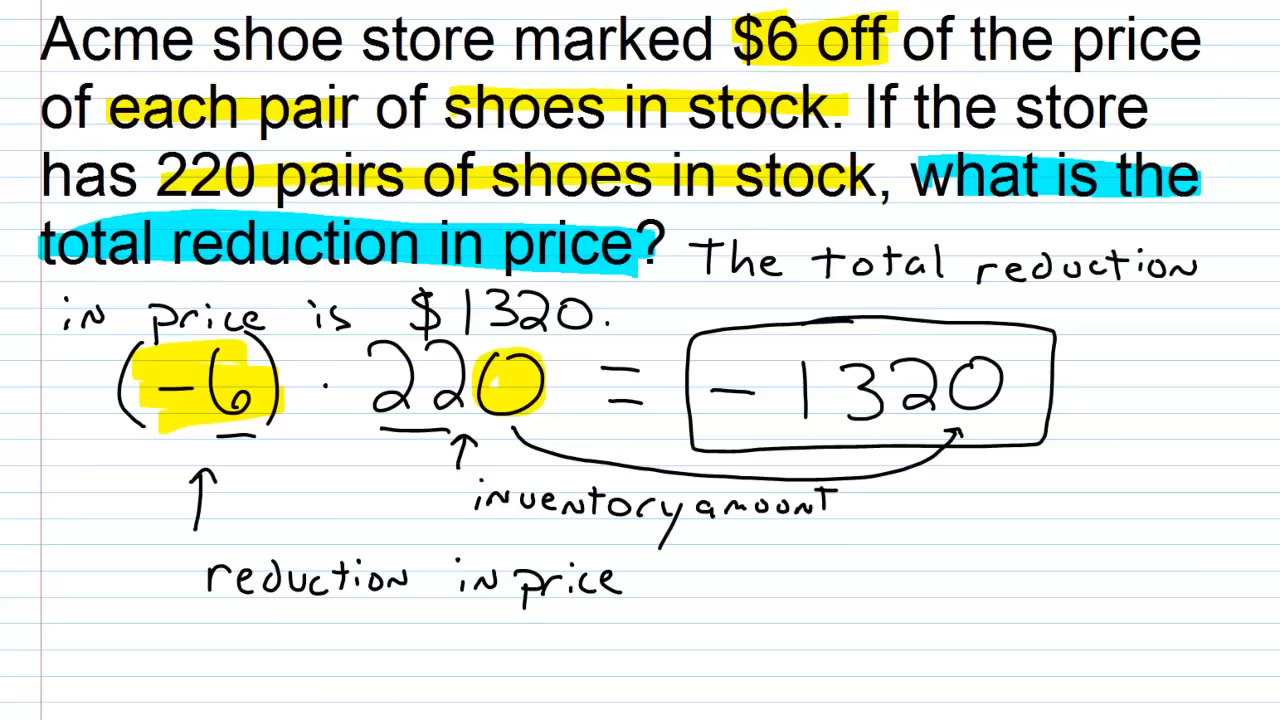 Acme shoe store marked $6 off of the price
of each pair of shoes in stock. If the store
has 220 pairs of shoes in stock, what is the
total reduction in price? The total reduction
in price is $1320.
(-6) · 220 = -1320
inventory amount
reduction in price